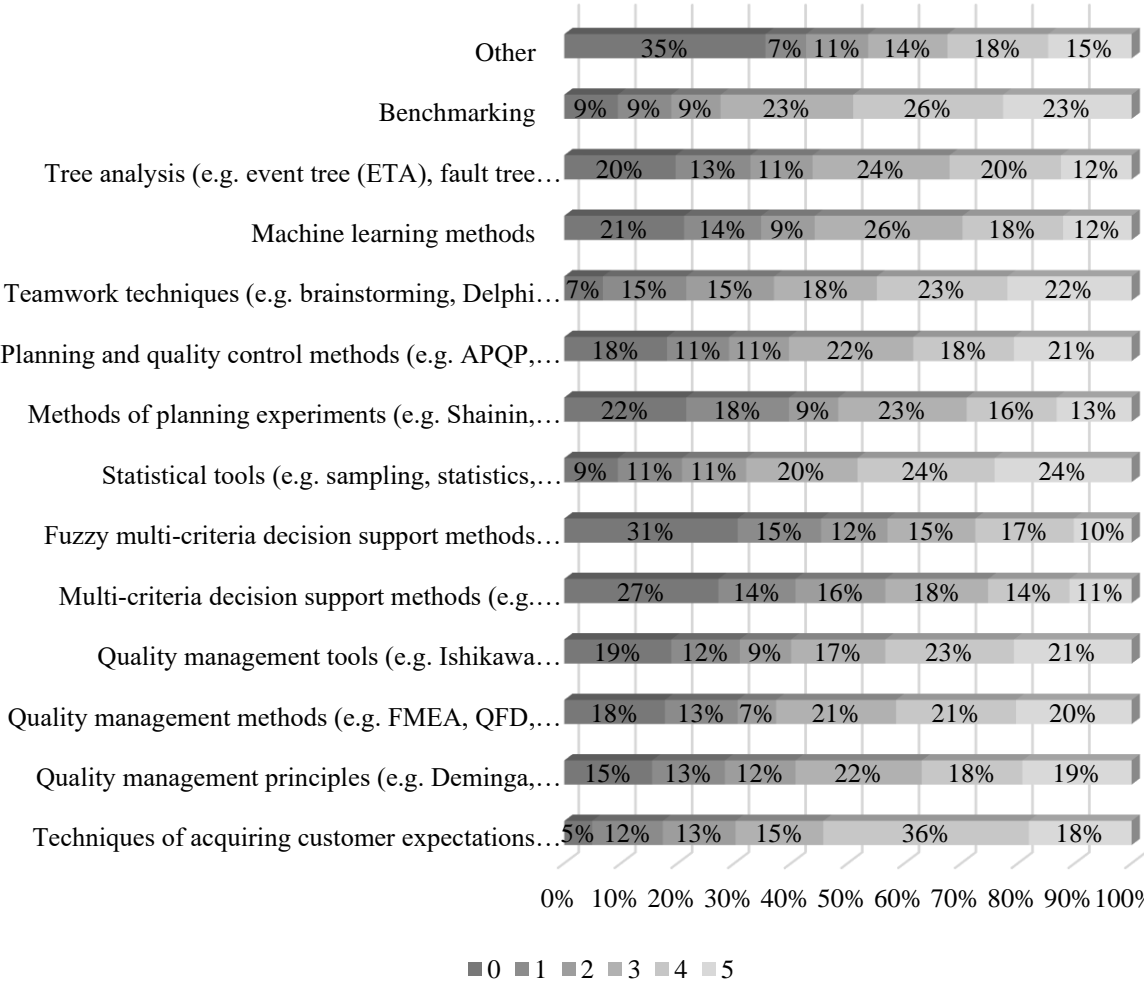 Other 35% 7% 11% 14% 18% 15%
Benchmarking 9% 9% 9% 23% 26% 23%
Tree analysis (e.g. event tree (ETA), fault tree… 20% 13% 11% 24% 20% 12%
Machine learning methods 21% 14% 9% 26% 18% 12%
Teamwork techniques (e.g. brainstorming, Delphi… 7% 15% 15% 18% 23% 22%
Planning and quality control methods (e.g. APQP,… 18% 11% 11% 22% 18% 21%
Methods of planning experiments (e.g. Shainin,… 22% 18% 9% 23% 16% 13%
Statistical tools (e.g. sampling, statistics,… 9% 11% 11% 20% 24% 24%
Fuzzy multi-criteria decision support methods… 31% 15% 12% 15% 17% 10%
Multi-criteria decision support methods (e.g.… 27% 14% 16% 18% 14% 11%
Quality management tools (e.g. Ishikawa… 19% 12% 9% 17% 23% 21%
Quality management methods (e.g. FMEA, QFD,… 18% 13% 7% 21% 21% 20%
Quality management principles (e.g. Deminga,… 15% 13% 12% 22% 18% 19%
Techniques of acquiring customer expectations… 5% 12% 13% 15% 36% 18%
0% 10% 20% 30% 40% 50% 60% 70% 80% 90% 100%
0 1 2 3 4 5